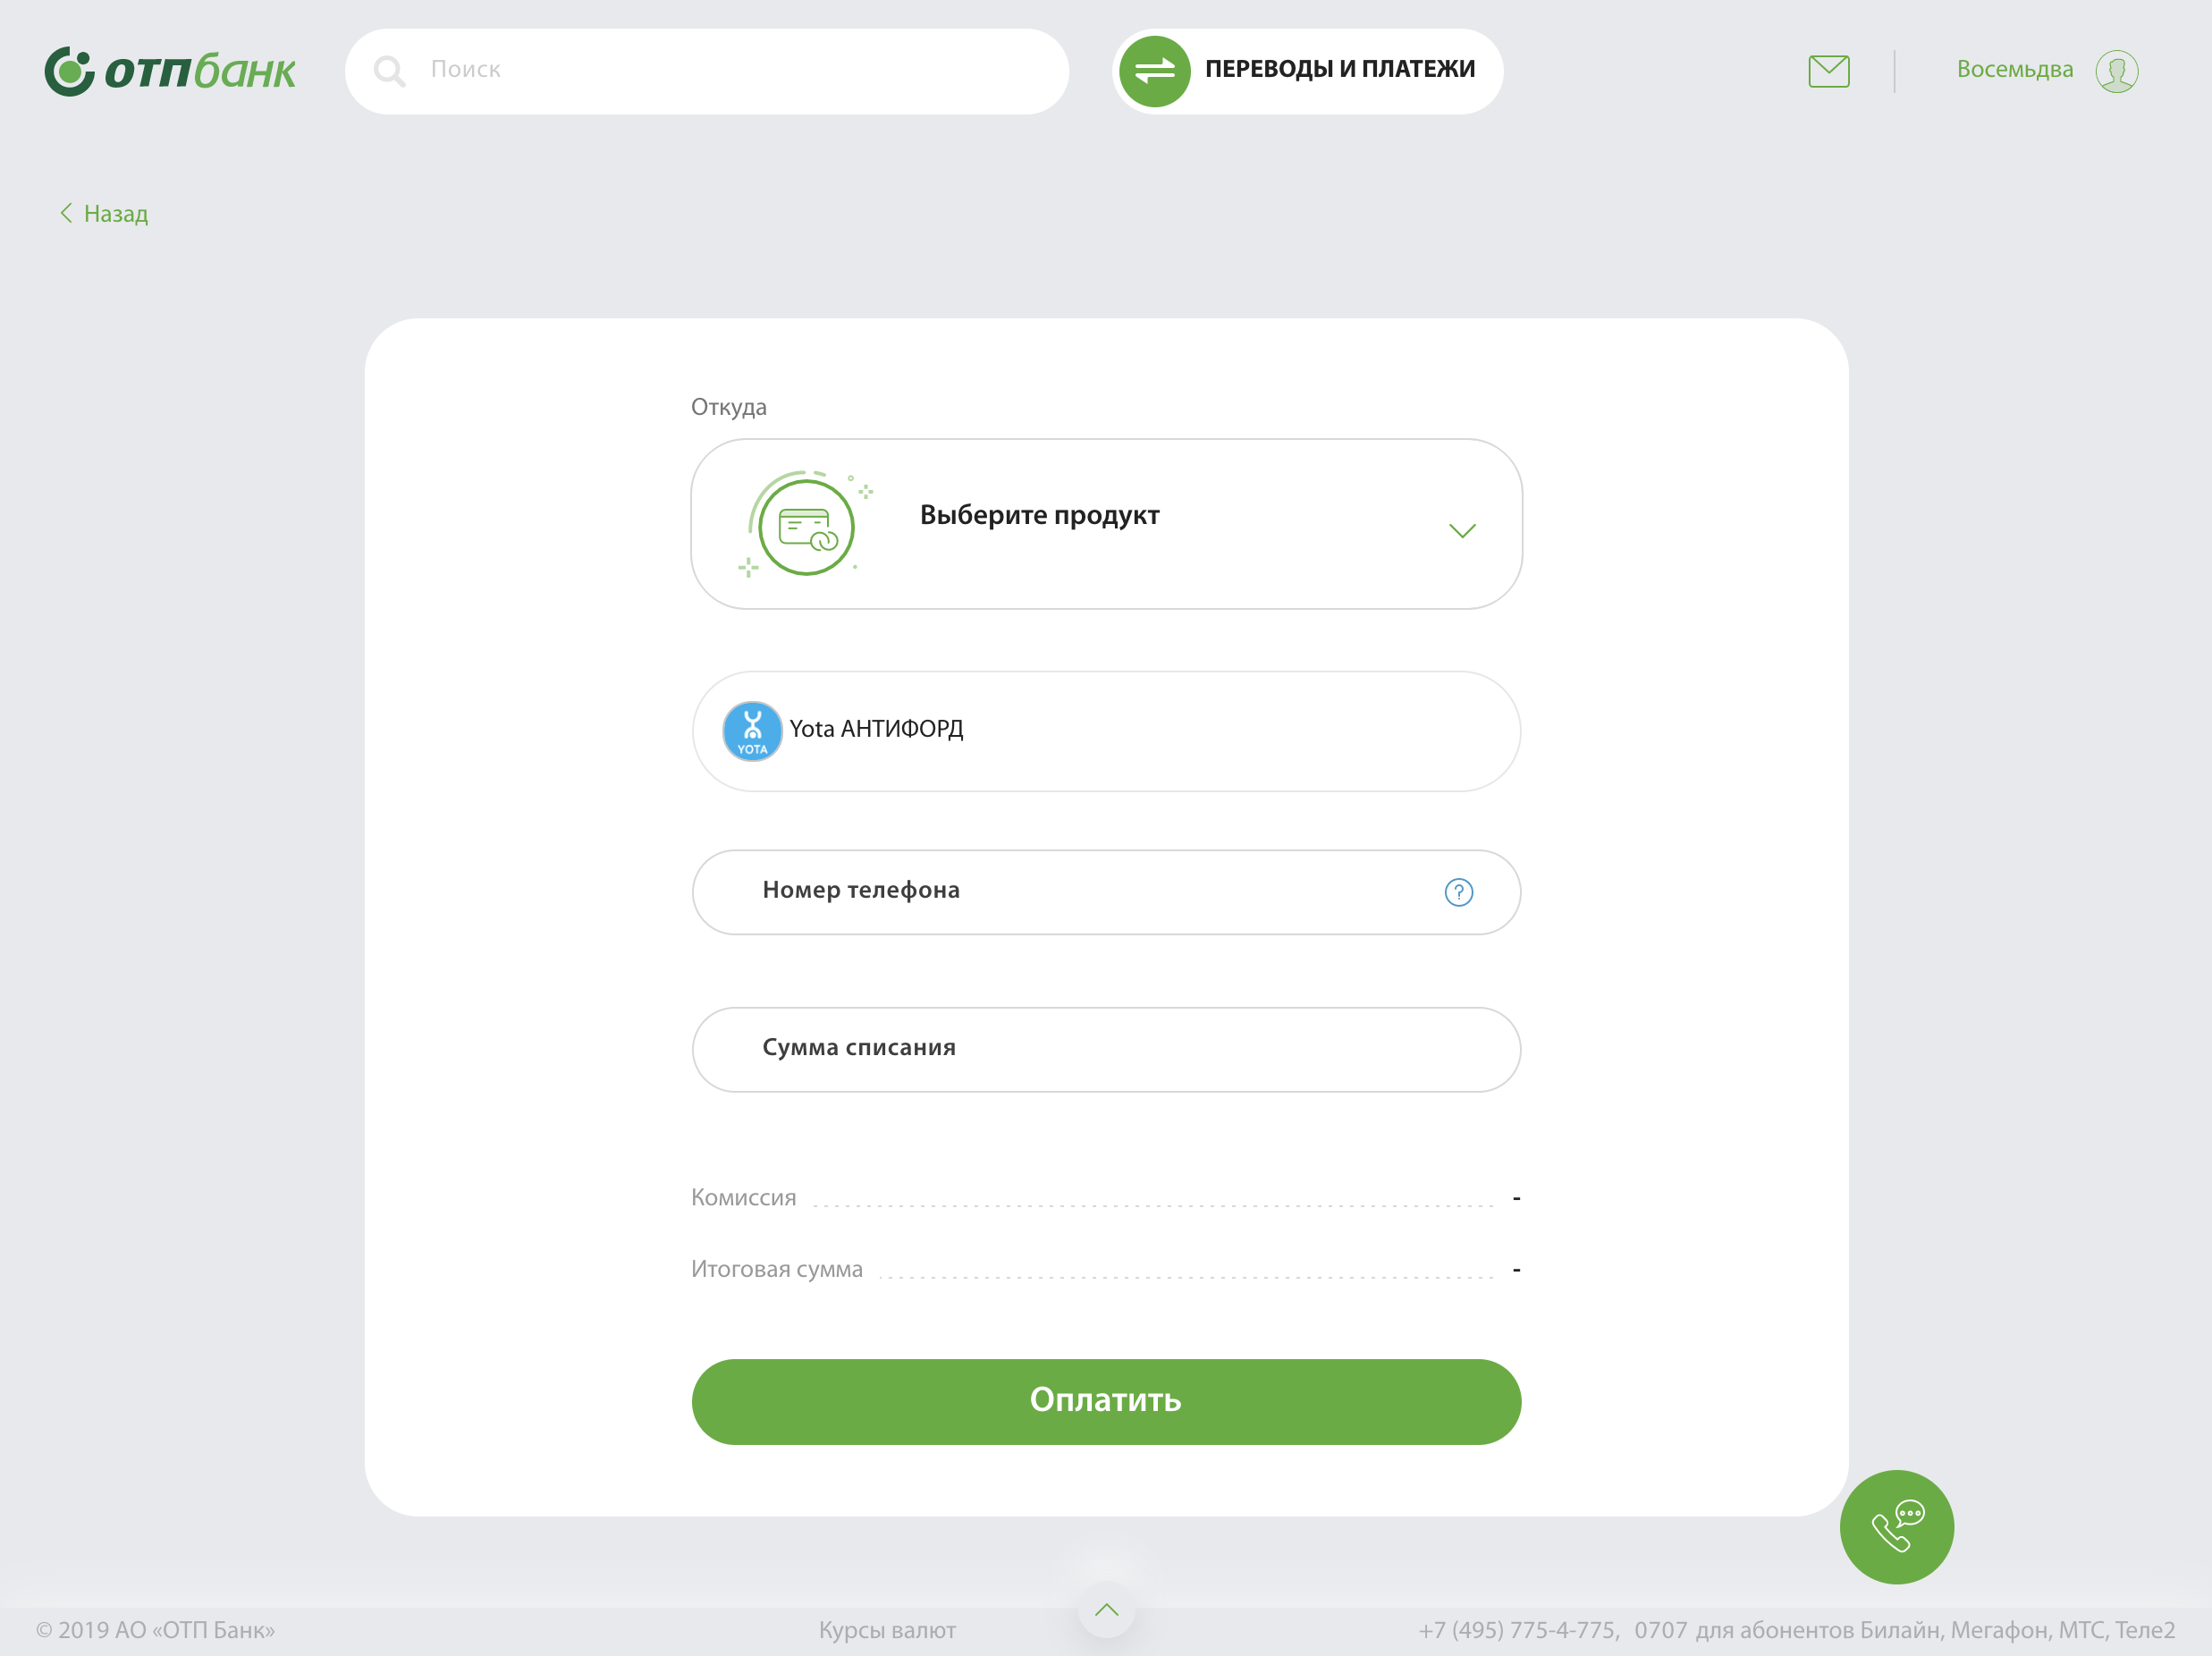 отпбанк
Поиск
ПЕРЕВОДЫ И ПЛАТЕЖИ
Восемьдва
Назад
Откуда
Выберите продукт
YOTA
Yota АНТИФОРД
Номер телефона
?
Сумма списания
Комиссия -
Итоговая сумма -
Оплатить
© 2019 АО «ОТП Банк»
Курсы валют
+7 (495) 775-4-775, 0707 для абонентов Билайн, Мегафон, МТС, Теле2